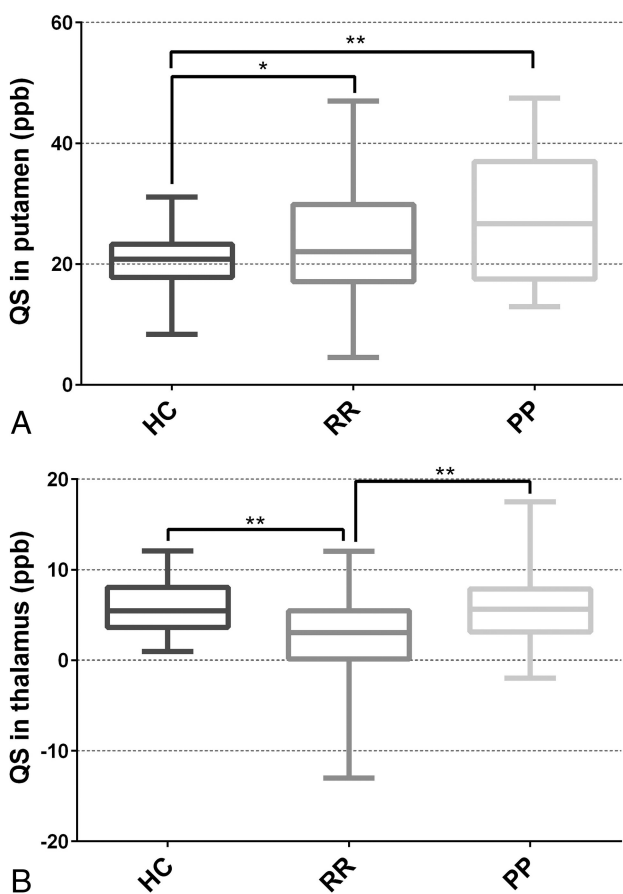 60
**
*
40
20
0
QS in putamen (ppb)
HC
RR
PP
A
20
**
**
10
0
-10
-20
QS in thalamus (ppb)
HC
RR
PP
B